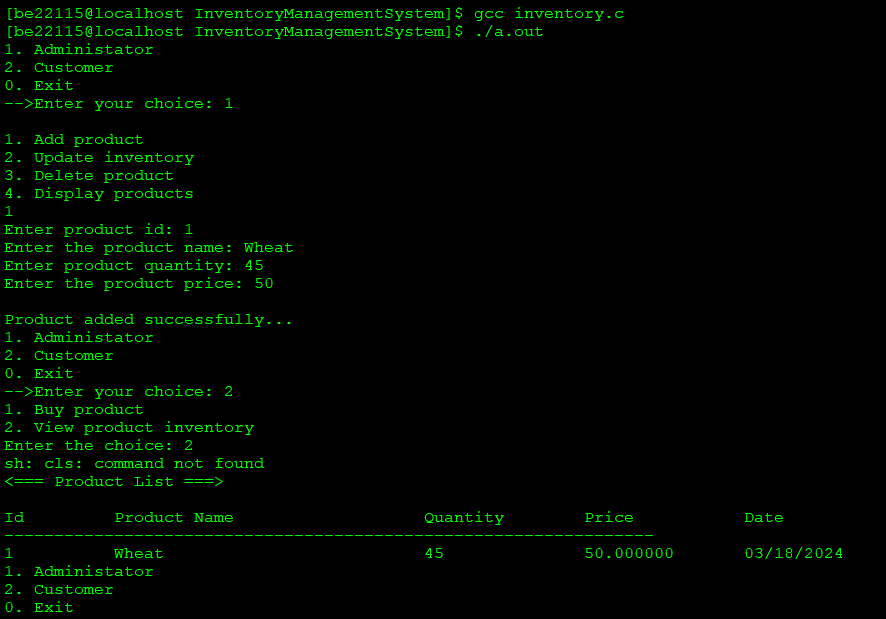 [be22115@localhost InventoryManagementSystem]$ gcc inventory.c
[be22115@localhost InventoryManagementSystem]$ ./a.out
1. Administator
2. Customer
0. Exit
-->Enter your choice: 1
1. Add product
2. Update inventory
3. Delete product
4. Display products
1
Enter product id: 1
Enter the product name: Wheat
Enter product quantity: 45
Enter the product price: 50
Product added successfully...
1. Administator
2. Customer
0. Exit
-->Enter your choice: 2
1. Buy product
2. View product inventory
Enter the choice: 2
sh: cls: command not found
<=== Product List ===>
Id Product Name Quantity Price Date
-----------------------------------------------------------------
1 Wheat 45 50.000000 03/18/2024
1. Administator
2. Customer
0. Exit